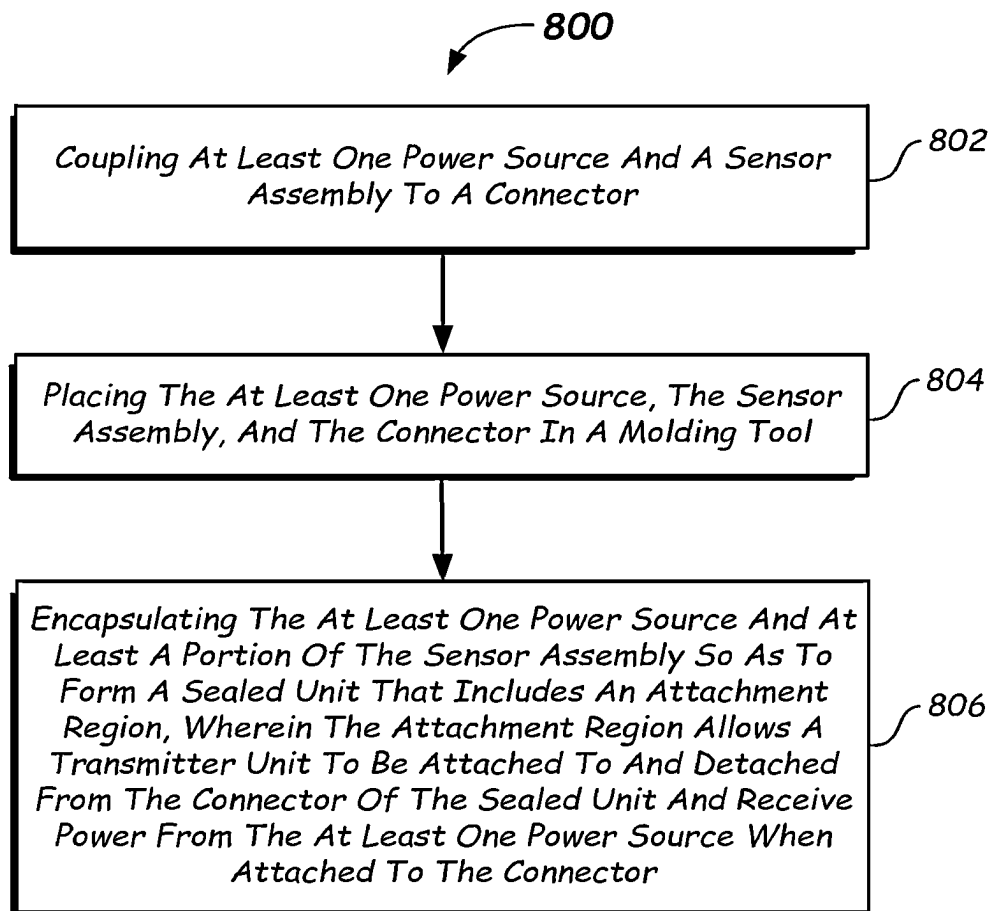 800
Coupling At Least One Power Source And A Sensor
Assembly To A Connector
802
Placing The At Least One Power Source, The Sensor
Assembly, And The Connector In A Molding Tool
804
Encapsulating The At Least One Power Source And At
Least A Portion Of The Sensor Assembly So As To
Form A Sealed Unit That Includes An Attachment
Region, Wherein The Attachment Region Allows A
Transmitter Unit To Be Attached To And Detached
From The Connector Of The Sealed Unit And Receive
Power From The At Least One Power Source When
Attached To The Connector
806